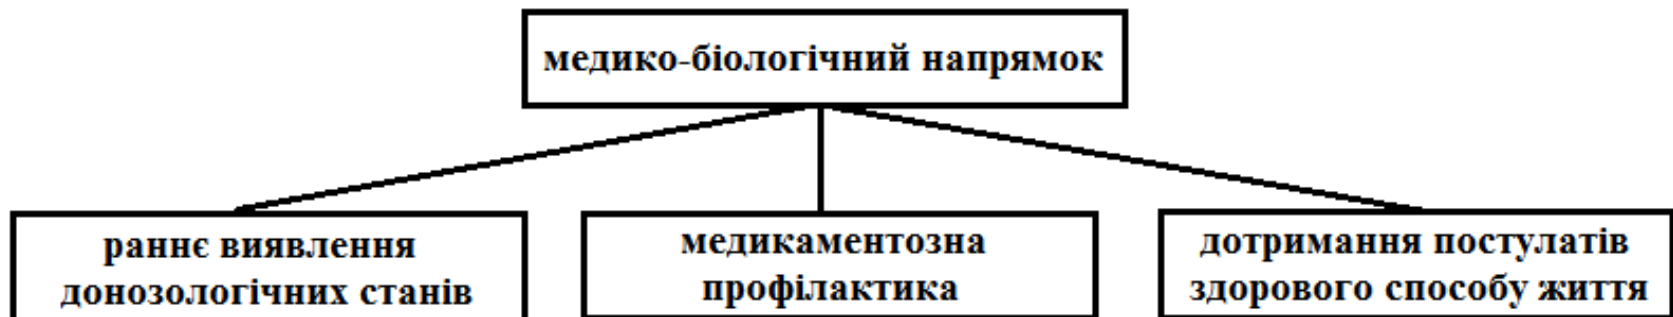 медико-біологічний напрямок
раннє виявлення
донозологічних станів
медикаментозна
профілактика
дотримання постулатів
здорового способу життя